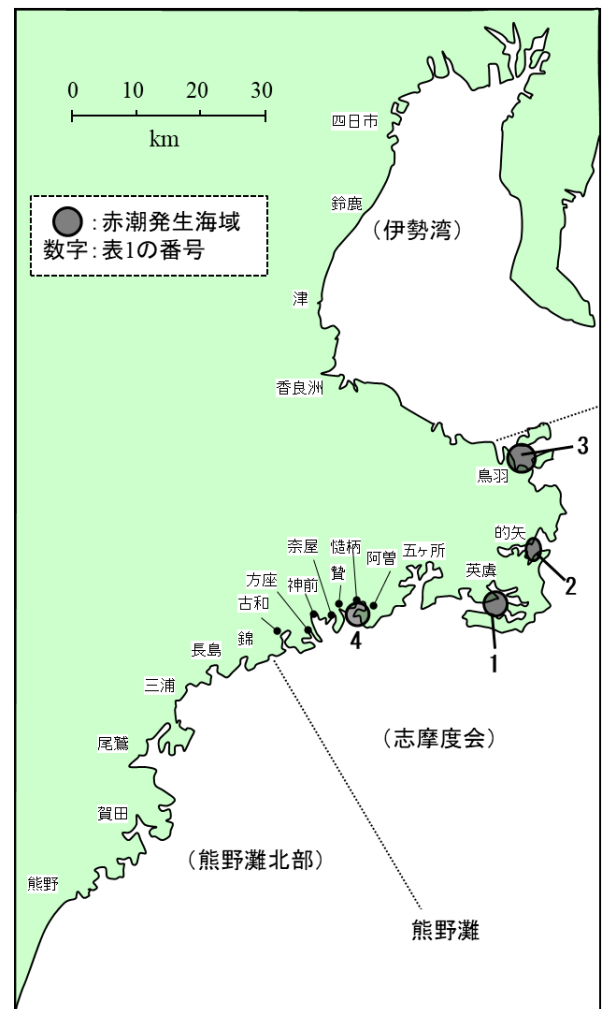 0 10 20 30
km
四日市
鈴鹿
：赤潮発生海域
数字：表1の番号
（伊勢湾）
津
香良洲
3
鳥羽
的矢
奈屋
慥柄
阿曽
五ヶ所
贄
英虞
方座
神前
2
古和
錦
4
長島
1
三浦
（志摩度会）
尾鷲
賀田
（熊野灘北部）
熊野
熊野灘